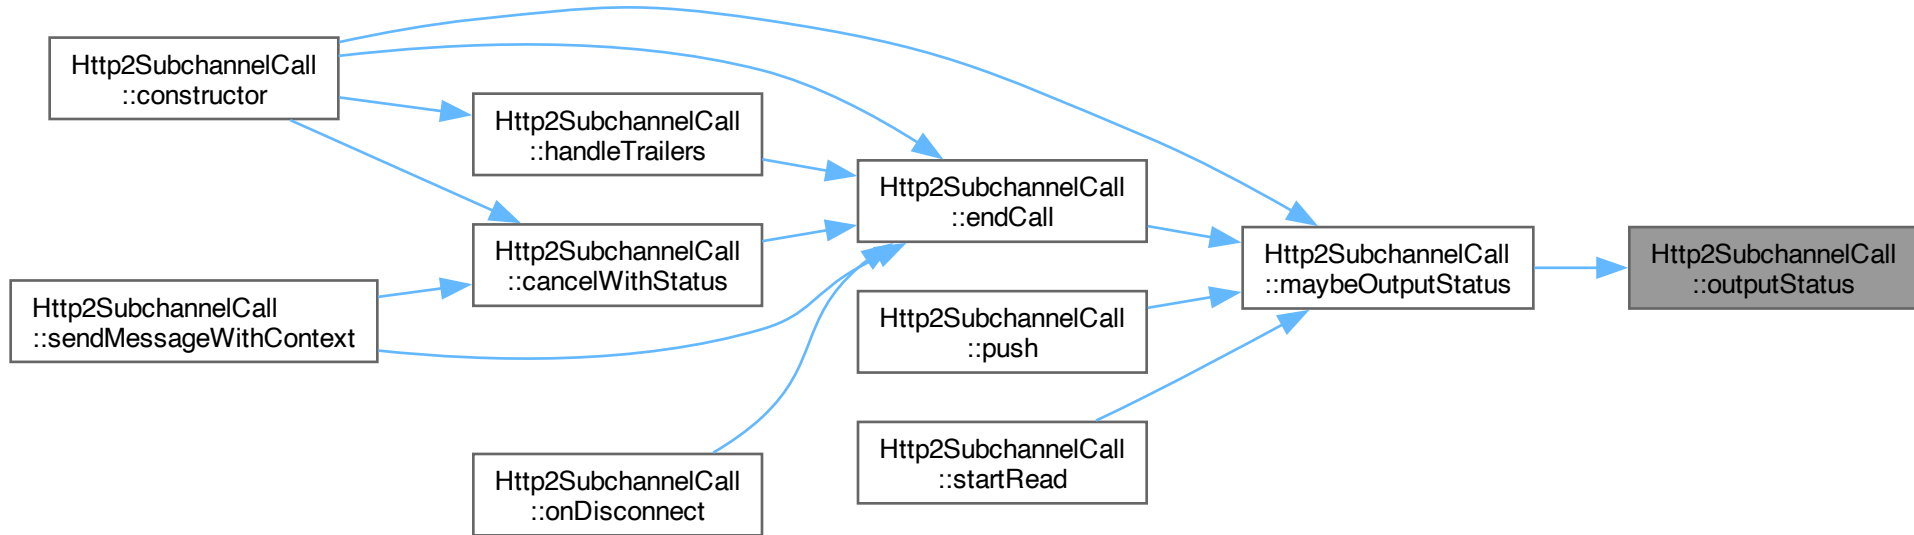 Http2SubchannelCall
::constructor
Http2SubchannelCall
::handleTrailers
Http2SubchannelCall
::cancelWithStatus
Http2SubchannelCall
::sendMessageWithContext
Http2SubchannelCall
::onDisconnect
Http2SubchannelCall
::endCall
Http2SubchannelCall
::push
Http2SubchannelCall
::startRead
Http2SubchannelCall
::maybeOutputStatus
Http2SubchannelCall
::outputStatus